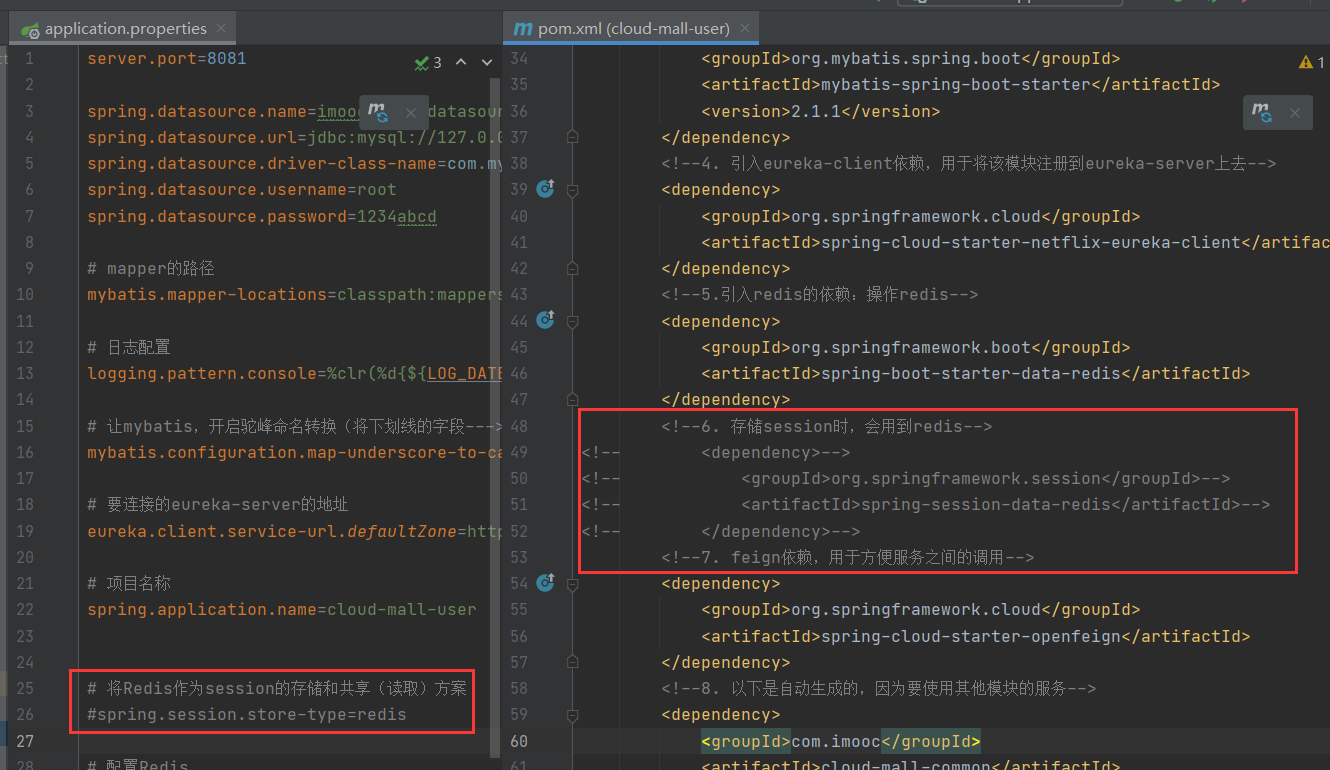 application.properties
pom.xml (cloud-mall-user)
3
1
1 server.port=8081
2
3 spring.datasource.name=imooc datasour
4 spring.datasource.url=jdbc:mysql://127.0.0
5 spring.datasource.driver-class-name=com.my
6 spring.datasource.username=root
7 spring.datasource.password=1234abcd
8
9 # mapper的路径
10 mybatis.mapper-locations=classpath:mappers
11
12 # 日志配置
13 logging.pattern.console=%clr(%d{${LOG_DATE
14
15 # 让mybatis，开启驼峰命名转换（将下划线的字段--->
16 mybatis.configuration.map-underscore-to-ca
17
18 # 要连接的eureka-server的地址
19 eureka.client.service-url.defaultZone=http
20
21 # 项目名称
22 spring.application.name=cloud-mall-user
23
24
25 # 将Redis作为session的存储和共享（读取）方案
26 #spring.session.store-type=redis
27
28 # 配置Redis
34 <groupId>org.mybatis.spring.boot</groupId>
35 <artifactId>mybatis-spring-boot-starter</artifactId>
36 <version>2.1.1</version>
37 </dependency>
38 <!--4. 引入eureka-client依赖，用于将该模块注册到eureka-server上去-->
39 <dependency>
40 <groupId>org.springframework.cloud</groupId>
41 <artifactId>spring-cloud-starter-netflix-eureka-client</artifac
42 </dependency>
43 <!--5.引入redis的依赖：操作redis-->
44 <dependency>
45 <groupId>org.springframework.boot</groupId>
46 <artifactId>spring-boot-starter-data-redis</artifactId>
47 </dependency>
48 <!--6. 存储session时，会用到redis-->
49 <!-- <dependency>-->
50 <!-- <groupId>org.springframework.session</groupId>-->
51 <!-- <artifactId>spring-session-data-redis</artifactId>-->
52 <!-- </dependency>-->
53 <!--7. feign依赖，用于方便服务之间的调用-->
54 <dependency>
55 <groupId>org.springframework.cloud</groupId>
56 <artifactId>spring-cloud-starter-openfeign</artifactId>
57 </dependency>
58 <!--8. 以下是自动生成的，因为要使用其他模块的服务-->
59 <dependency>
60 <groupId>com.imooc</groupId>
61 <artifactId>cloud-mall-common</artifactId>